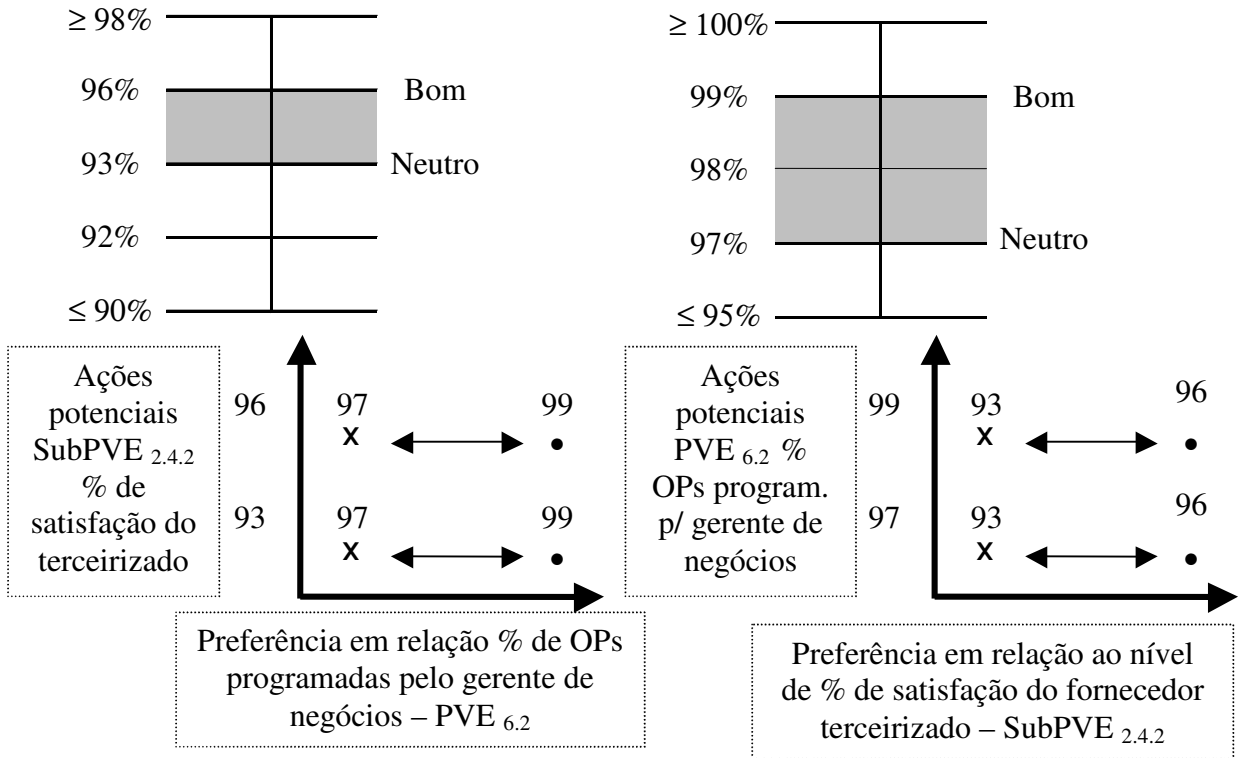 ≥ 98%
96% Bom
93% Neutro
92%
≤ 90%
≥ 100%
99% Bom
98%
97% Neutro
≤ 95%
Ações
potenciais
SubPVE 2.4.2
% de
satisfação do
terceirizado
96 97 99
x
93 97 99
x
Preferência em relação % de OPs
programadas pelo gerente de
negócios – PVE 6.2
Ações
potenciais
PVE 6.2 %
OPs program.
p/ gerente de
negócios
99 93 96
x
97 93 96
x
Preferência em relação ao nível
de % de satisfação do fornecedor
terceirizado – SubPVE 2.4.2